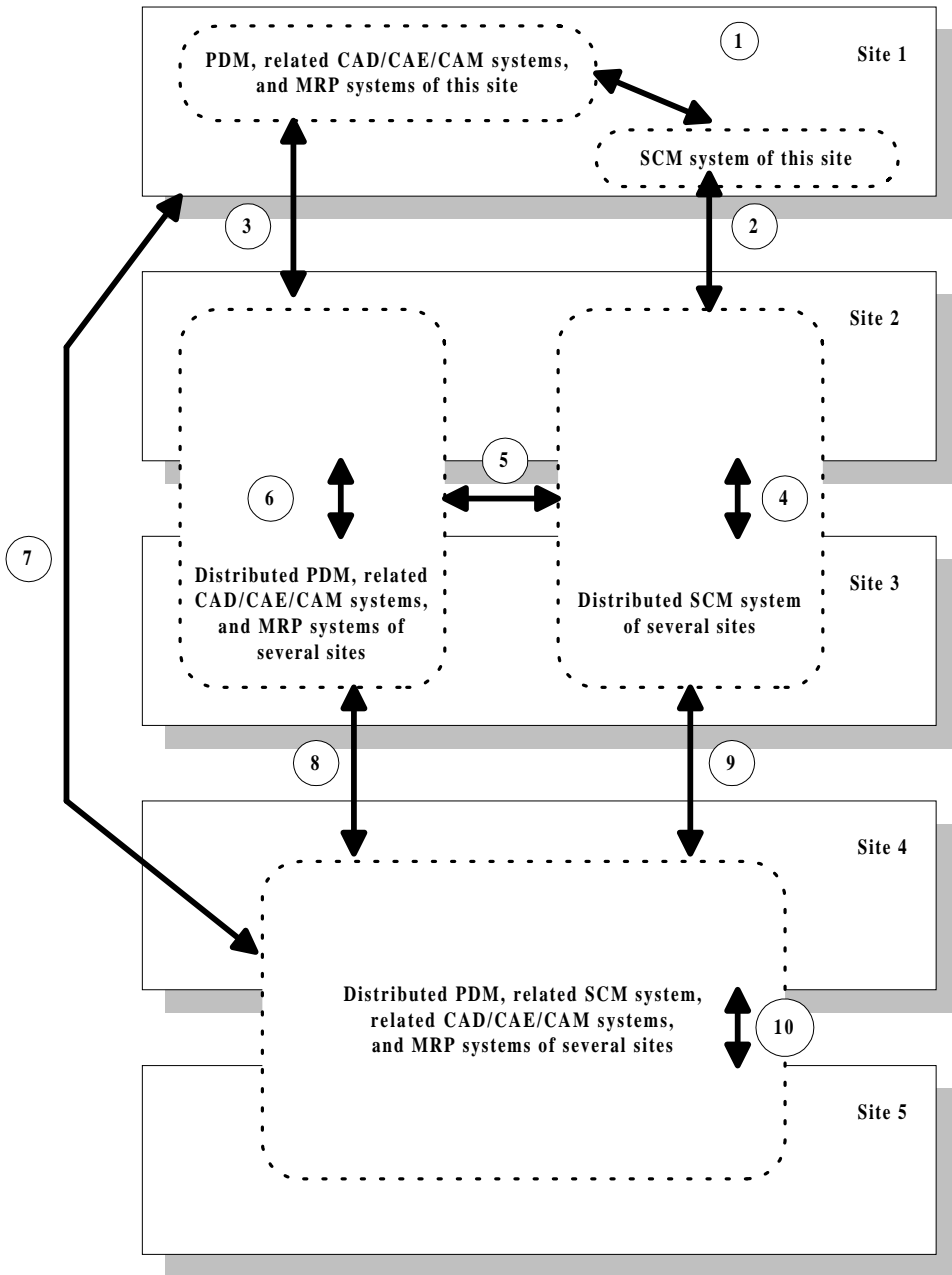 1
Site 1
PDM, related CAD/CAE/CAM systems,
and MRP systems of this site
SCM system of this site
3
2
Site 2
5
6
4
7
Distributed PDM, related
CAD/CAE/CAM systems,
and MRP systems of
several sites
Site 3
Distributed SCM system
of several sites
8
9
Site 4
Distributed PDM, related SCM system,
related CAD/CAE/CAM systems,
and MRP systems of several sites
10
Site 5